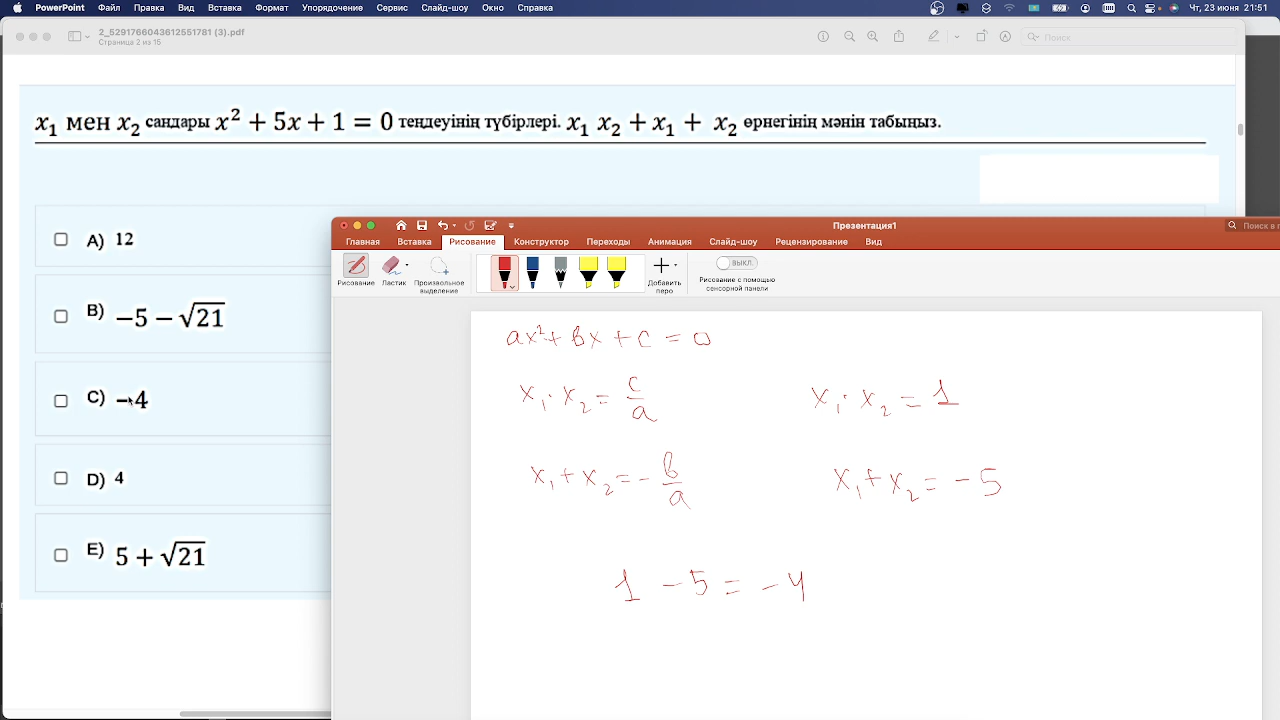 PowerPoint Файл Правка Вид Вставка Формат Упорядочение Сервис Слайд-шоу Окно Справка Чт, 23 июня 21:51
2_5291766043612551781 (3).pdf
Страница 2 из 15
Поиск
x₁ мен x₂ сандары x² + 5x + 1 = 0 теңдеуінің түбірлері. x₁ x₂ + x₁ + x₂ өрнегінің мәнін табыңыз.
A) 12
B) −5 − √21
C) −4
D) 4
E) 5 + √21
Презентация1
Поиск в п
Главная Вставка Рисование Конструктор Переходы Анимация Слайд-шоу Рецензирование Вид
ВЫКЛ.
Рисование Ластик Произвольное выделение Добавить перо Рисование с помощью сенсорной панели
ax² + вx + c = 0
x₁ · x₂ = c/a x₁ · x₂ = 1
x₁ + x₂ = − в/a x₁ + x₂ = − 5
1 − 5 = − 4